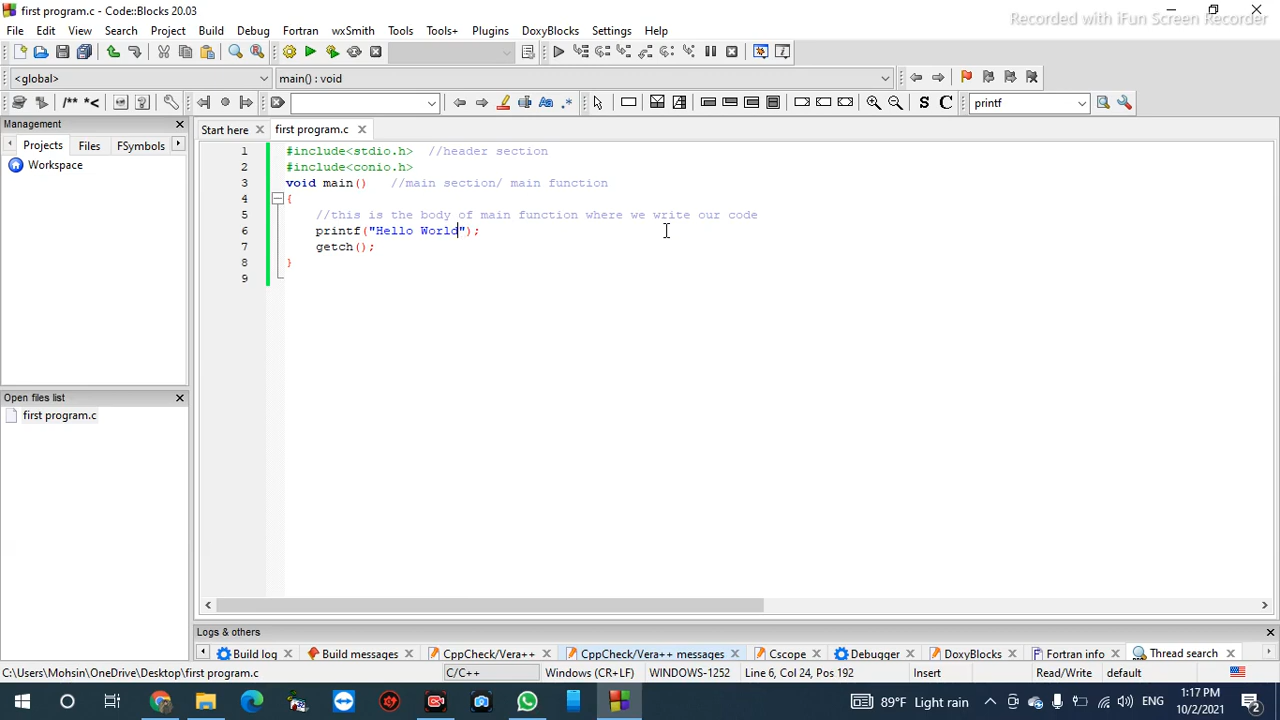 first program.c - Code::Blocks 20.03
Recorded with iFun Screen Recorder
File Edit View Search Project Build Debug Fortran wxSmith Tools Tools+ Plugins DoxyBlocks Settings Help
<global> main() : void
/** *< Aa .* S C printf
Management
Projects Files FSymbols
Workspace
Start here first program.c
1 #include<stdio.h> //header section
2 #include<conio.h>
3 void main() //main section/ main function
4 {
5 //this is the body of main function where we write our code
6 printf("Hello World");
7 getch();
8 }
9
Open files list
first program.c
Logs & others
Build log Build messages CppCheck/Vera++ CppCheck/Vera++ messages Cscope Debugger DoxyBlocks Fortran info Thread search
C:\Users\Mohsin\OneDrive\Desktop\first program.c C/C++ Windows (CR+LF) WINDOWS-1252 Line 6, Col 24, Pos 192 Insert Read/Write default
89°F Light rain ENG 1:17 PM
10/2/2021 2